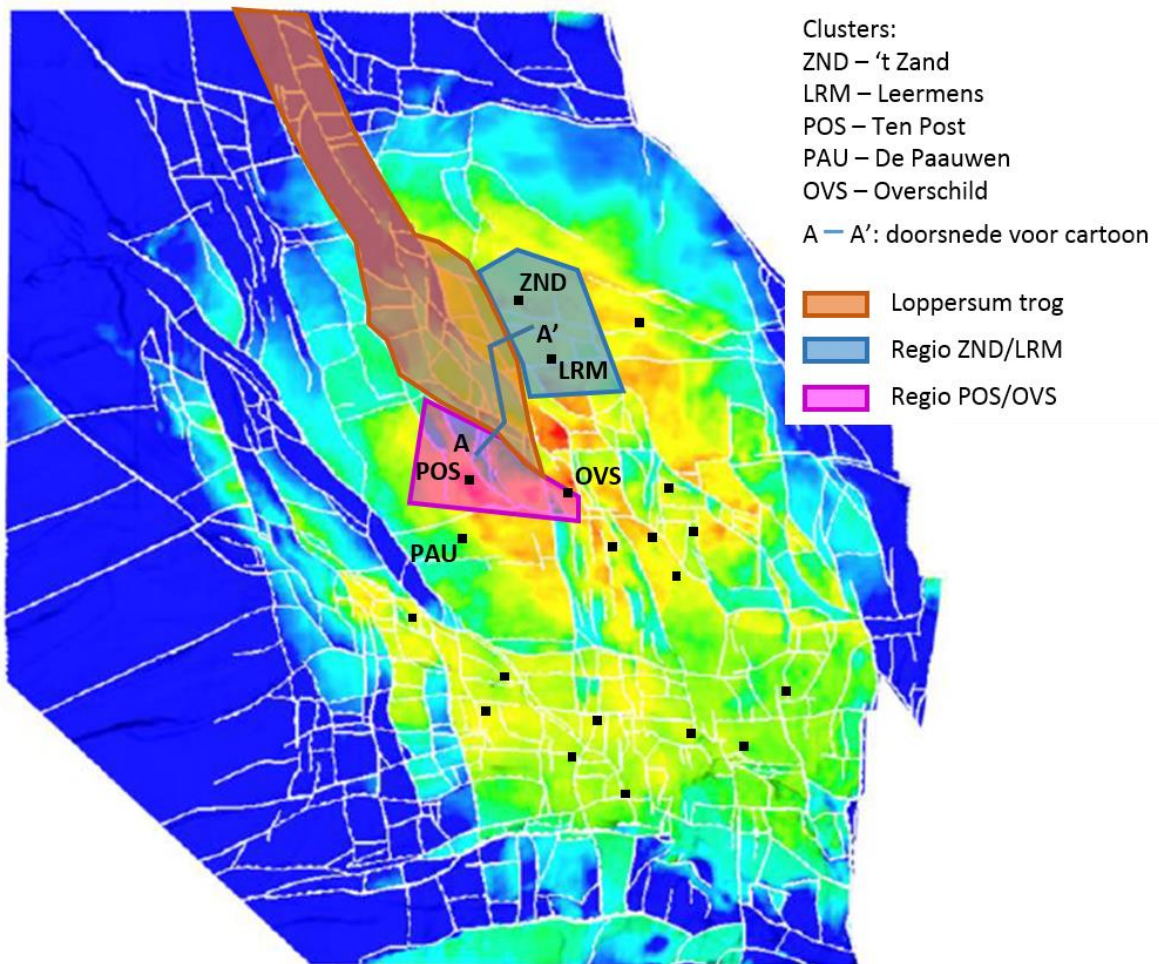 Clusters:
ZND – ‘t Zand
LRM – Leermens
POS – Ten Post
PAU – De Paauwen
OVS – Overschild
A – A’: doorsnede voor cartoon
Loppersum trog
Regio ZND/LRM
Regio POS/OVS
ZND
A’
LRM
A
POS
OVS
PAU